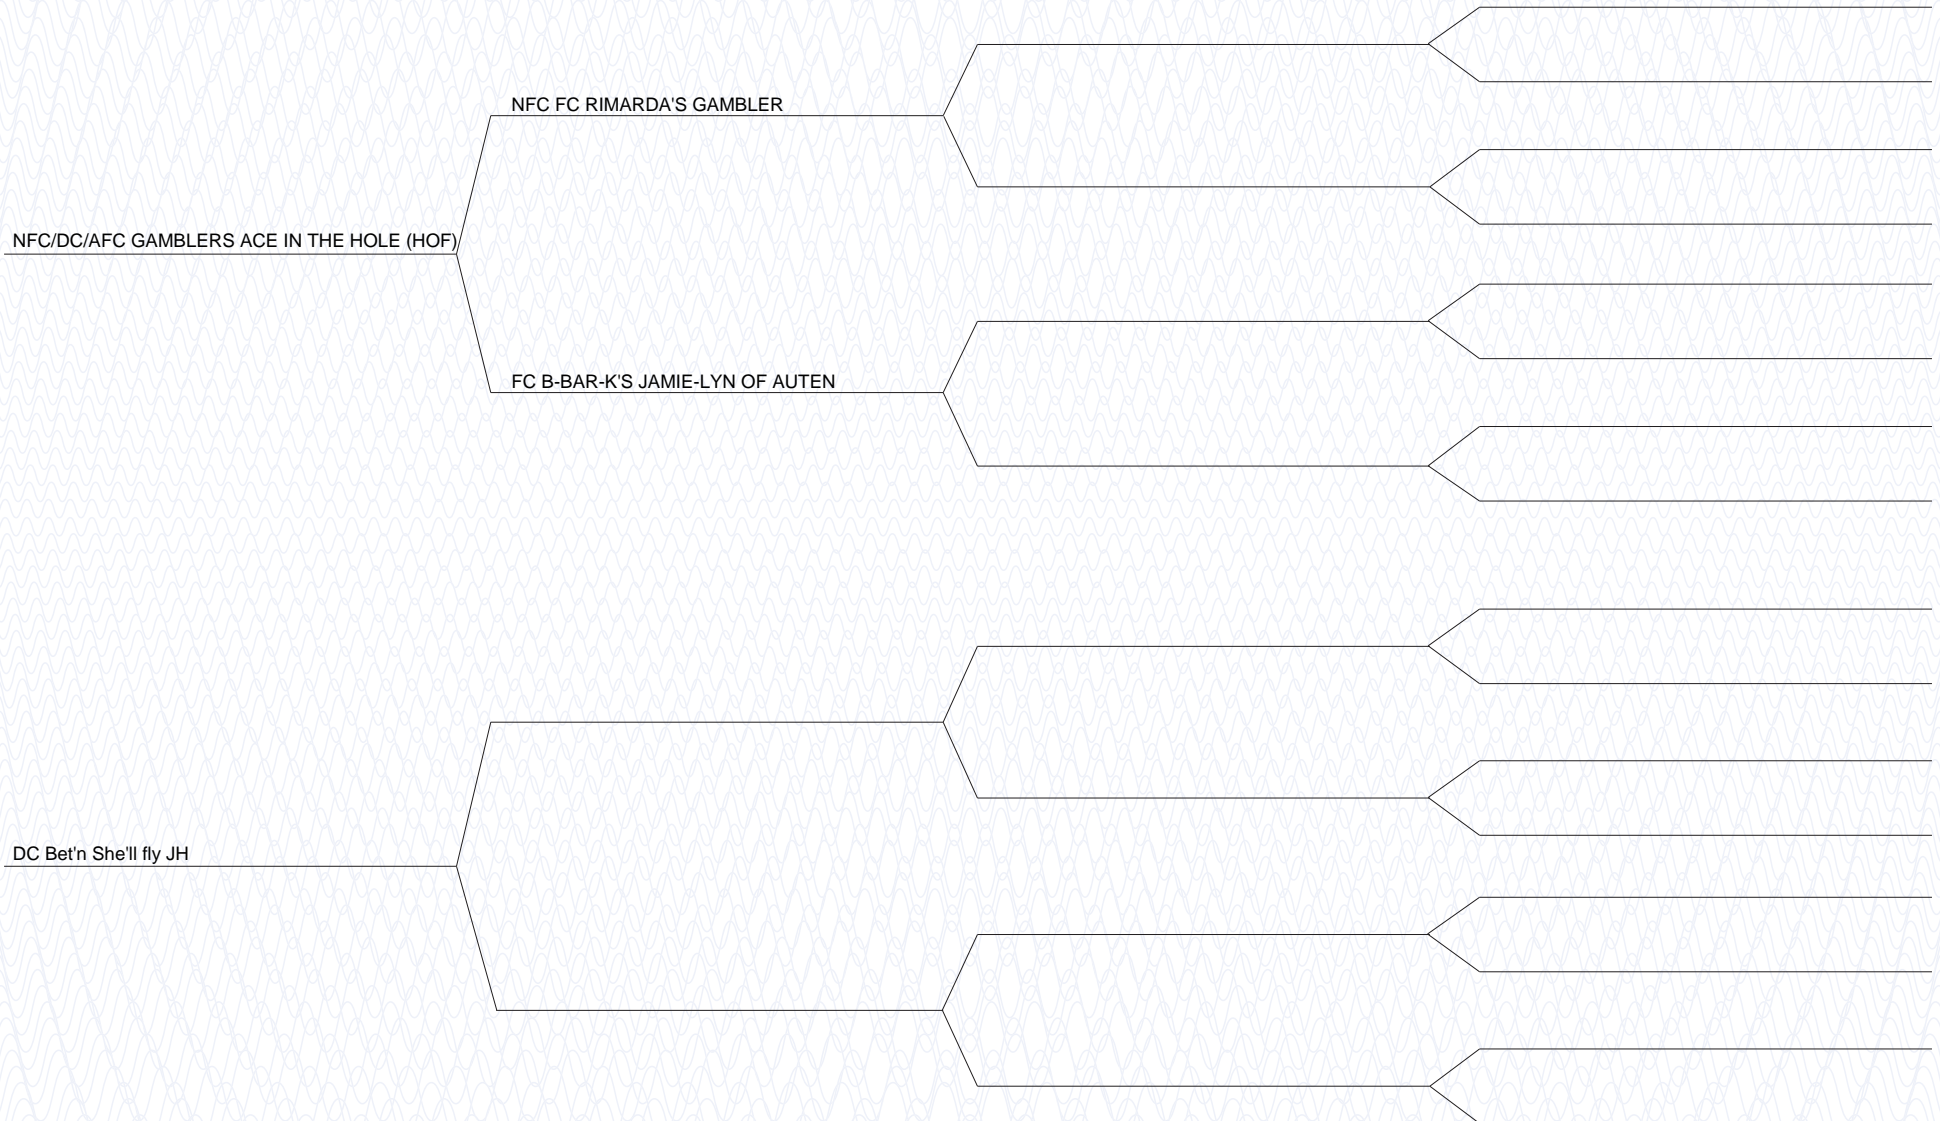 NFC FC RIMARDA'S GAMBLER
NFC/DC/AFC GAMBLERS ACE IN THE HOLE (HOF)
FC B-BAR-K'S JAMIE-LYN OF AUTEN
DC Bet'n She'll fly JH